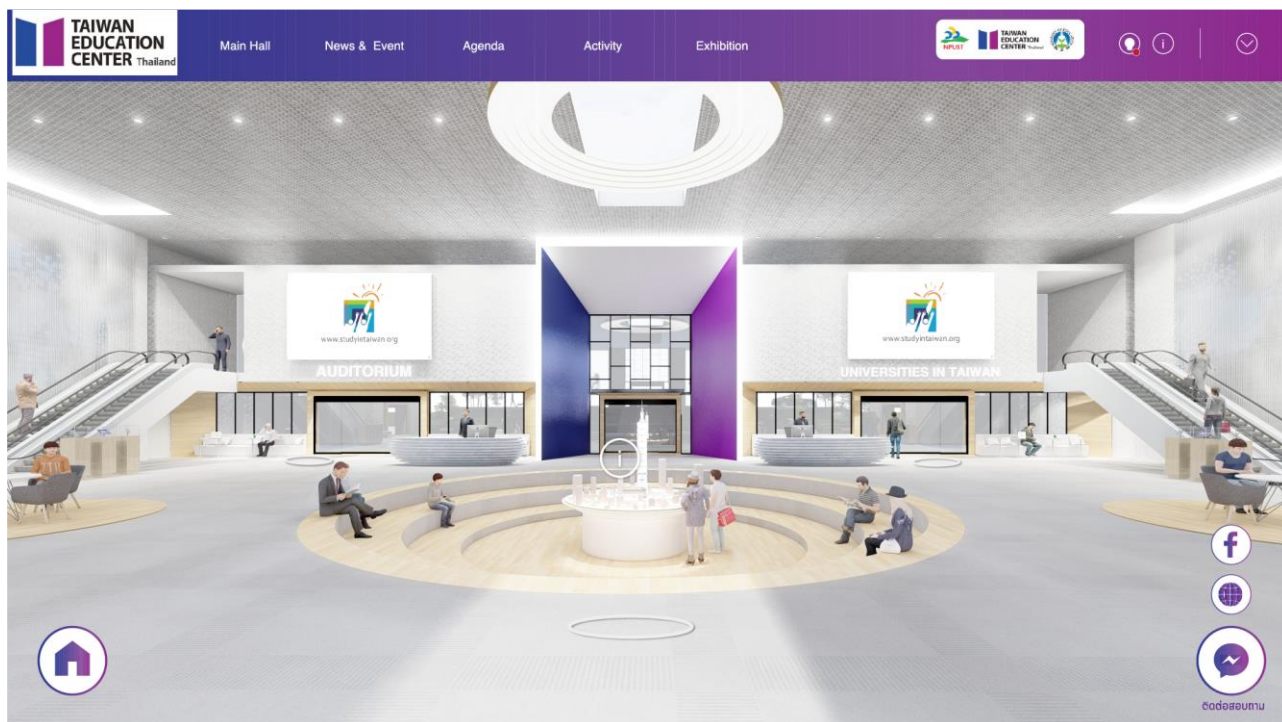 TAIWAN
EDUCATION
CENTER Thailand
Main Hall
News & Event
Agenda
Activity
Exhibition
NPUST
TAIWAN
EDUCATION
CENTER Thailand
www.studyintaiwan.org
AUDITORIUM
www.studyintaiwan.org
UNIVERSITIES IN TAIWAN
ติดต่อสอบถาม